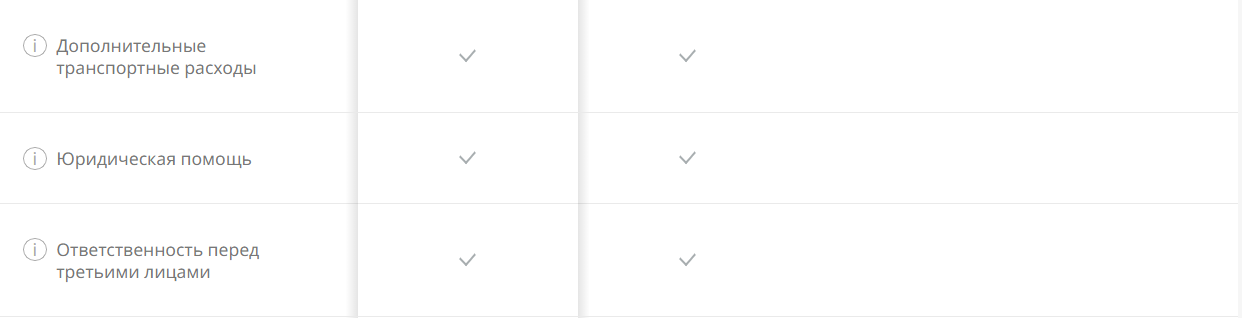 Дополнительные
транспортные расходы
Юридическая помощь
Ответственность перед
третьими лицами